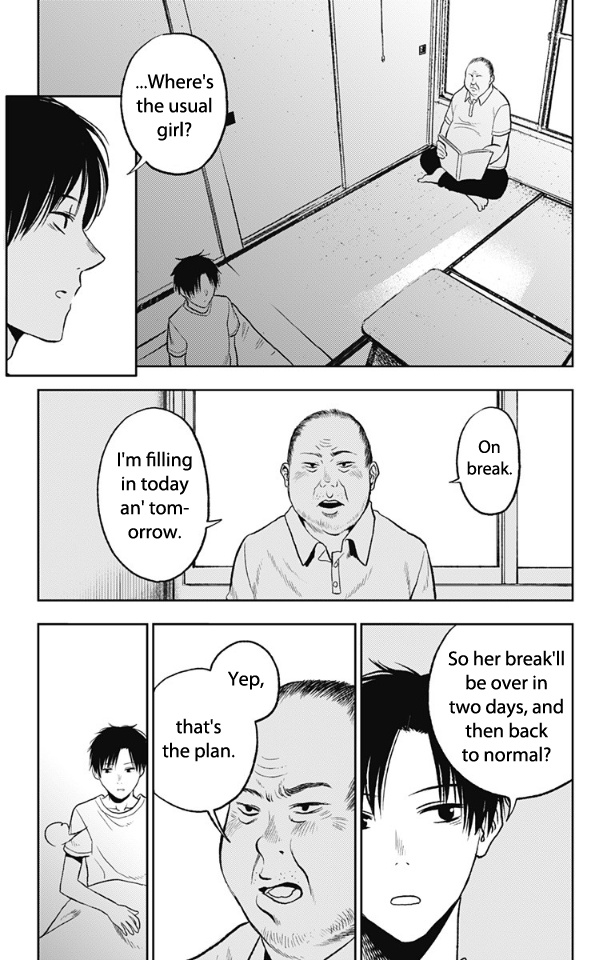 ...Where's
the usual
girl?
On
break.
I'm filling
in today
an' tom-
orrow.
So her break'll
be over in
two days, and
then back
to normal?
Yep,
that's
the plan.